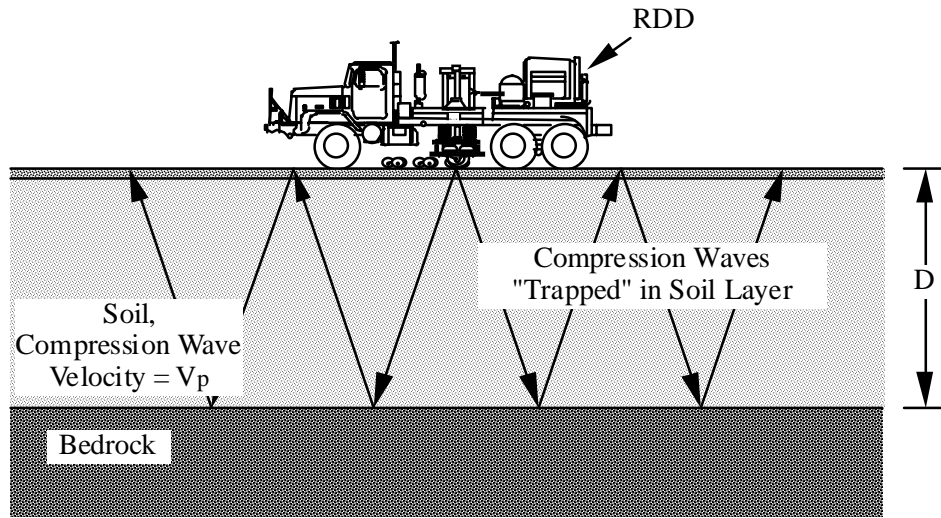 RDD
Compression Waves
"Trapped" in Soil Layer
D
Soil,
Compression Wave
Velocity = Vp
Bedrock